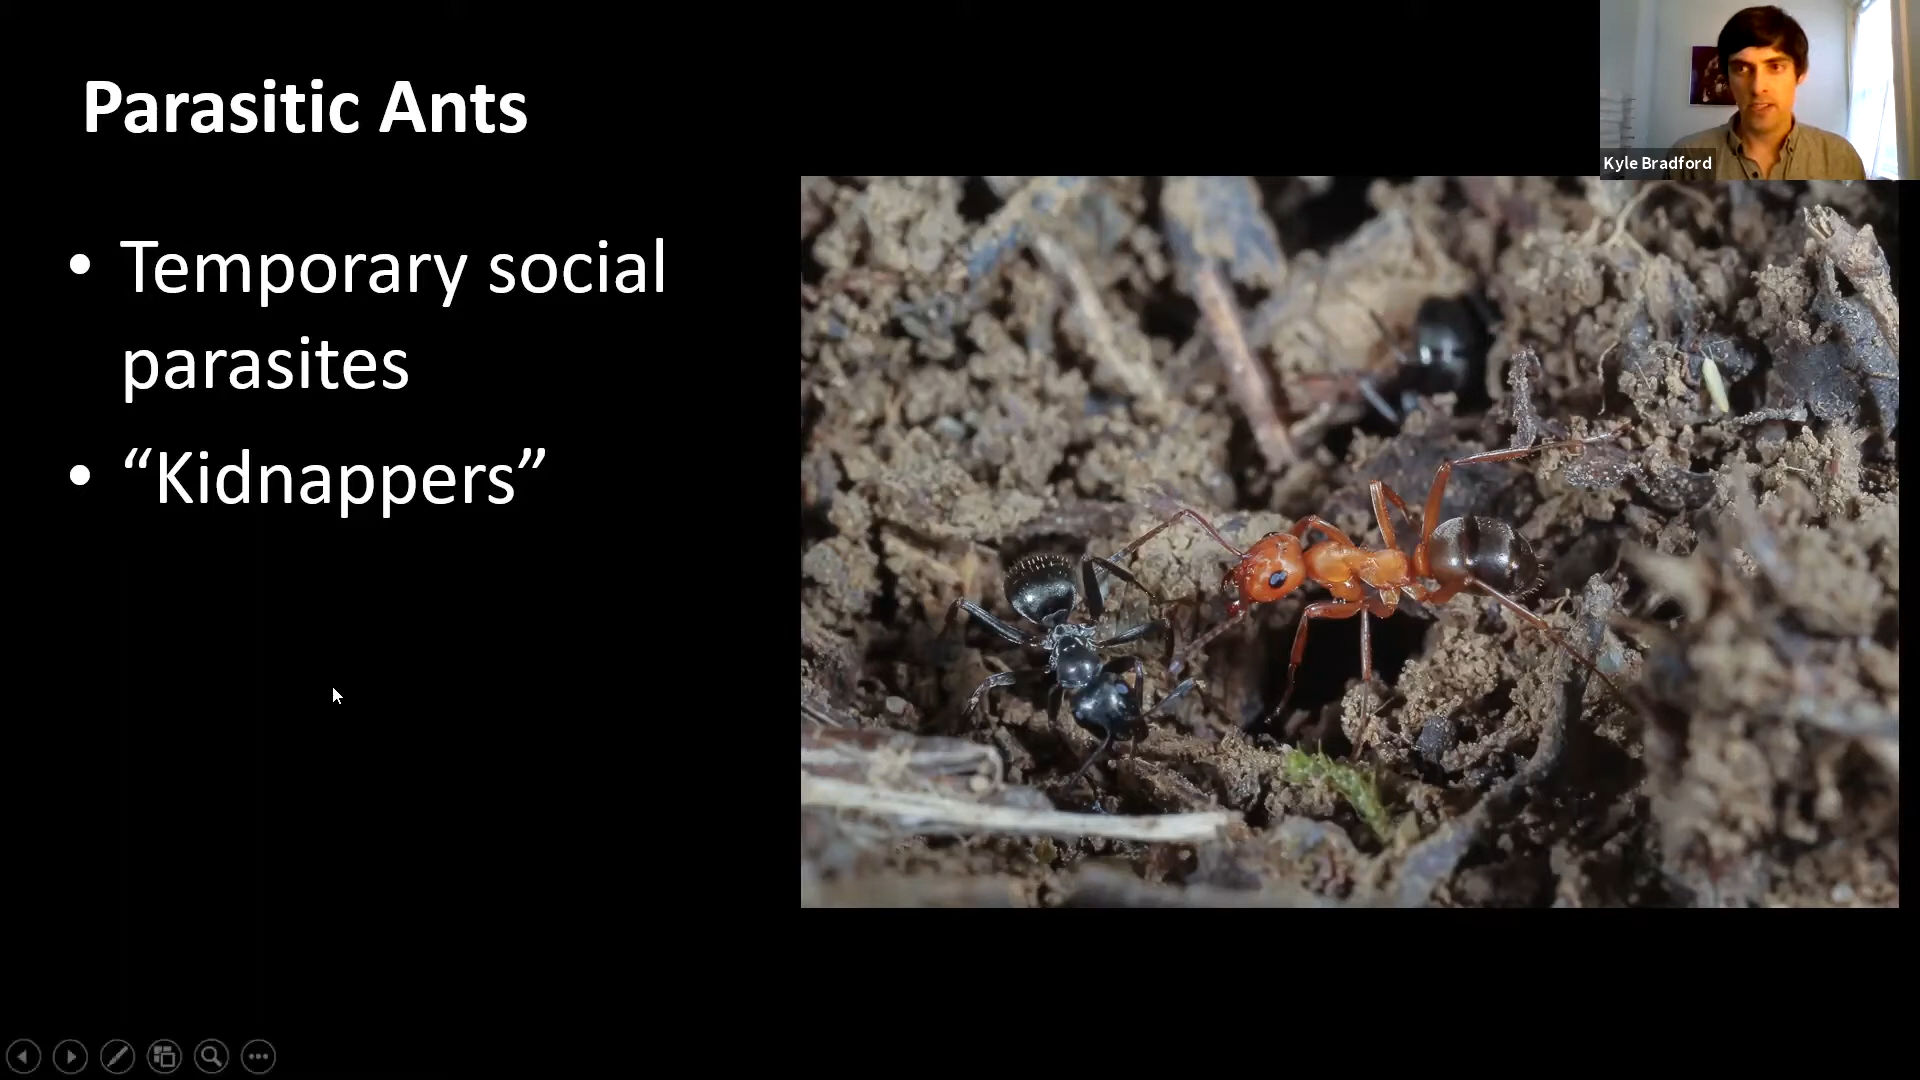 Parasitic Ants
Kyle Bradford
• Temporary social
parasites
• “Kidnappers”